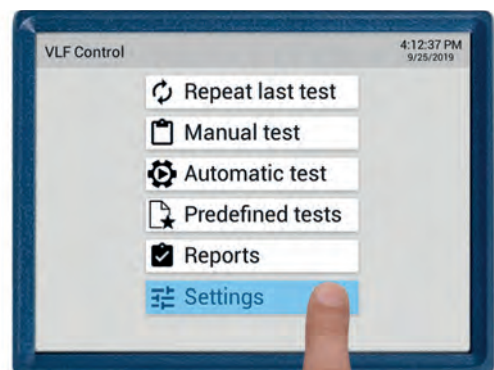 VLF Control
4:12:37 PM
9/25/2019
Repeat last test
Manual test
Automatic test
Predefined tests
Reports
Settings